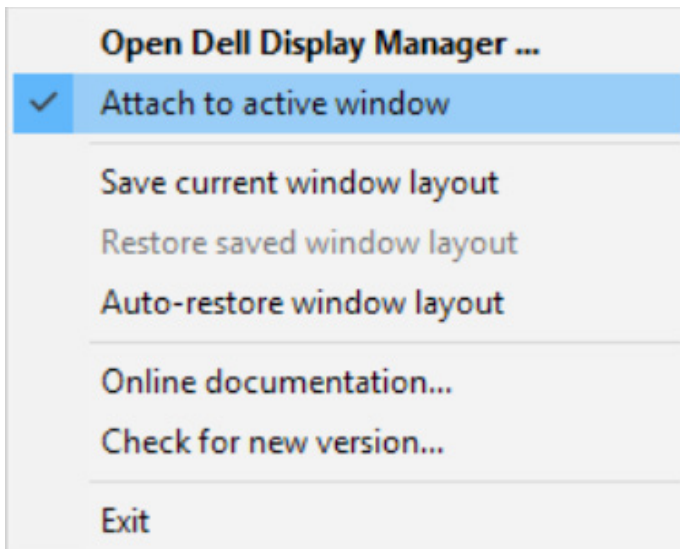 Open Dell Display Manager ...
Attach to active window
Save current window layout
Restore saved window layout
Auto-restore window layout
Online documentation...
Check for new version...
Exit